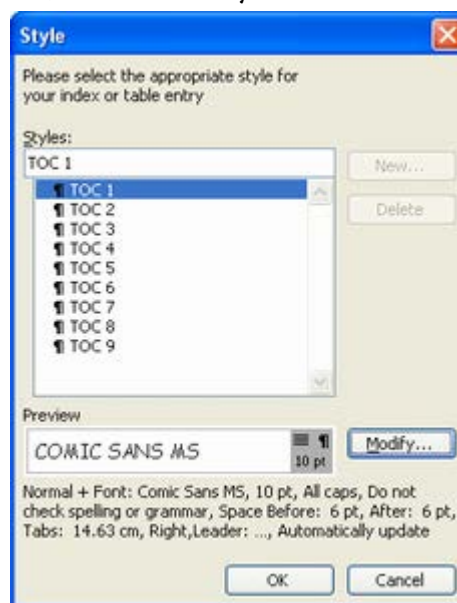 Style
Please select the appropriate style for
your index or table entry
Styles:
TOC 1
New...
¶ TOC 1
¶ TOC 2
Delete
¶ TOC 3
¶ TOC 4
¶ TOC 5
¶ TOC 6
¶ TOC 7
¶ TOC 8
¶ TOC 9
Preview
COMIC SANS MS
¶
10 pt
Modify...
Normal + Font: Comic Sans MS, 10 pt, All caps, Do not
check spelling or grammar, Space Before: 6 pt, After: 6 pt,
Tabs: 14.63 cm, Right,Leader: ..., Automatically update
OK
Cancel